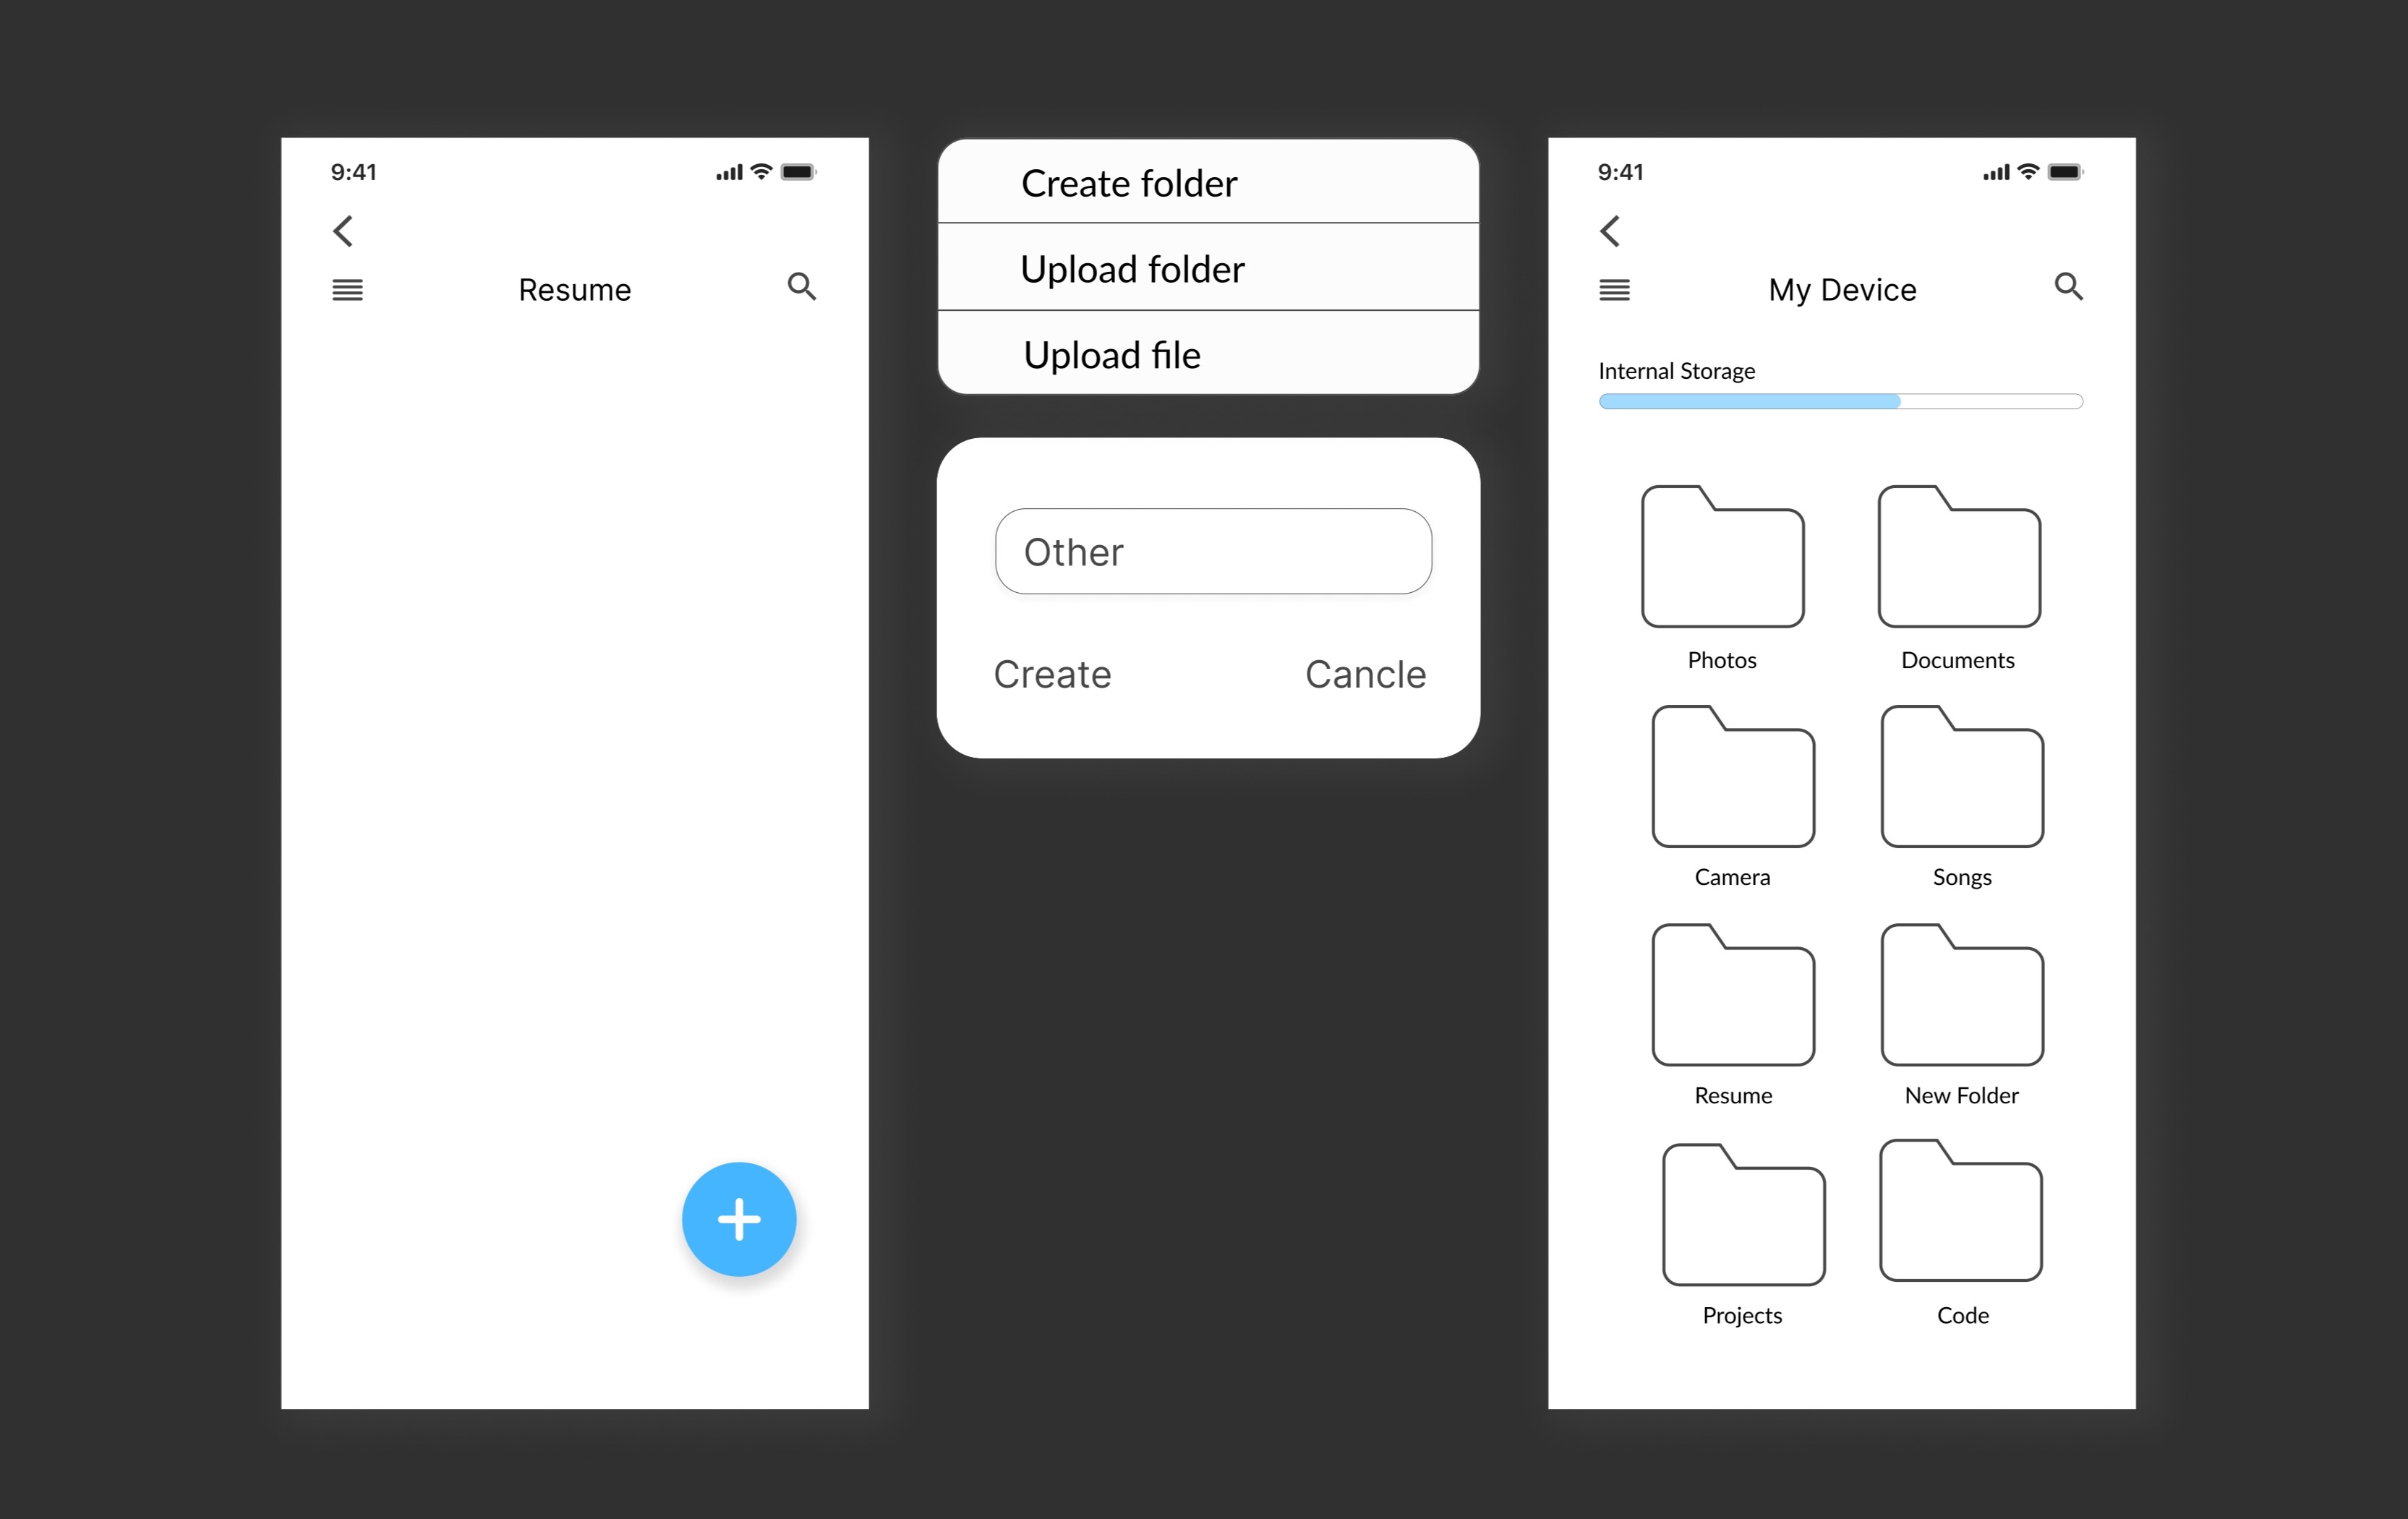 9:41
Resume
Create folder
Upload folder
Upload file
Other
Create Cancle
9:41
My Device
Internal Storage
Photos Documents
Camera Songs
Resume New Folder
Projects Code